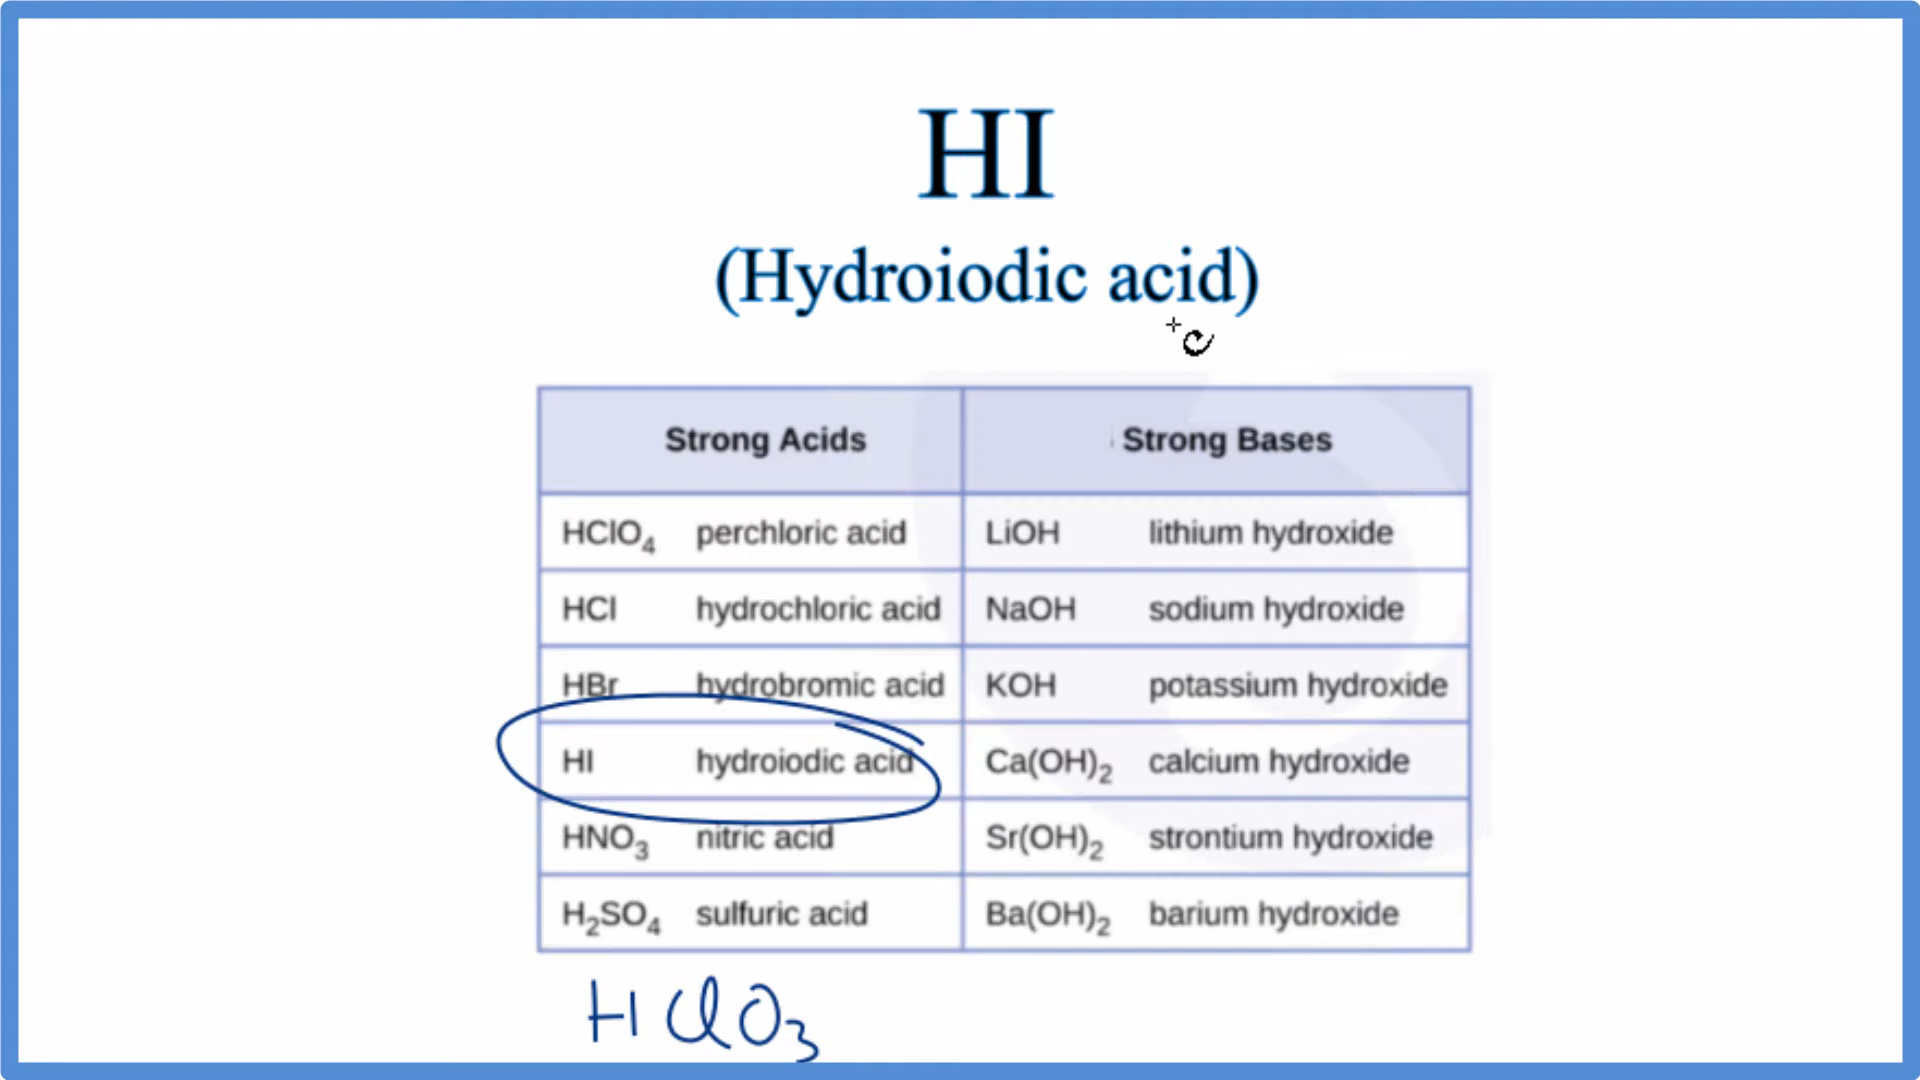 HI
(Hydroiodic acid)
Strong Acids Strong Bases
HClO₄ perchloric acid LiOH lithium hydroxide
HCl hydrochloric acid NaOH sodium hydroxide
HBr hydrobromic acid KOH potassium hydroxide
HI hydroiodic acid Ca(OH)₂ calcium hydroxide
HNO₃ nitric acid Sr(OH)₂ strontium hydroxide
H₂SO₄ sulfuric acid Ba(OH)₂ barium hydroxide
HClO₃